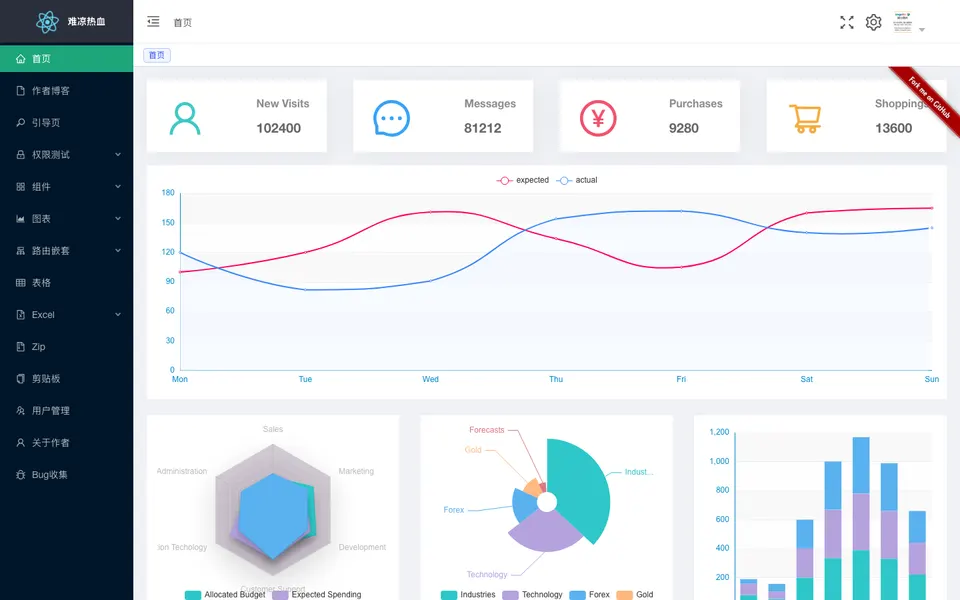 难凉热血
首页
首页
首页
作者博客
引导页
权限测试
组件
图表
路由嵌套
表格
Excel
Zip
剪贴板
用户管理
关于作者
Bug收集
New Visits
102400
Messages
81212
Purchases
9280
Shopping
13600
Fork me on GitHub
expected
actual
180
150
120
90
60
30
0
Mon
Tue
Wed
Thu
Fri
Sat
Sun
Sales
Administration
Marketing
ion Techology
Development
Customer Support
Allocated Budget
Expected Spending
Forecasts
Gold
Indust...
Forex
Technology
Industries
Technology
Forex
Gold
1,200
1,000
800
600
400
200